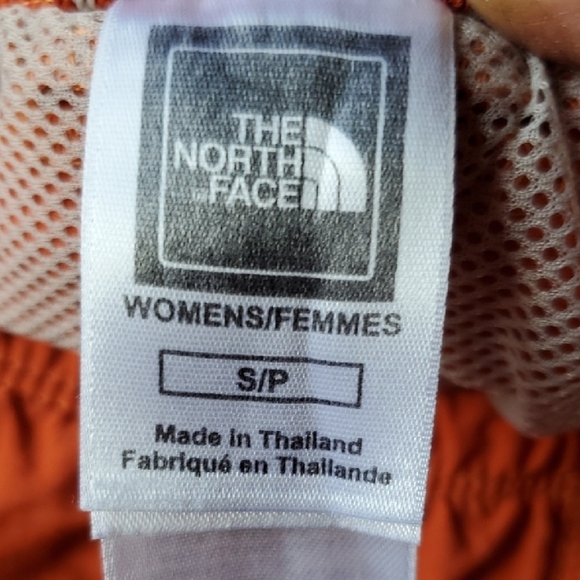 THE
NORTH
FACE
WOMENS/FEMMES
S/P
Made in Thailand
Fabriqué en Thaïlande